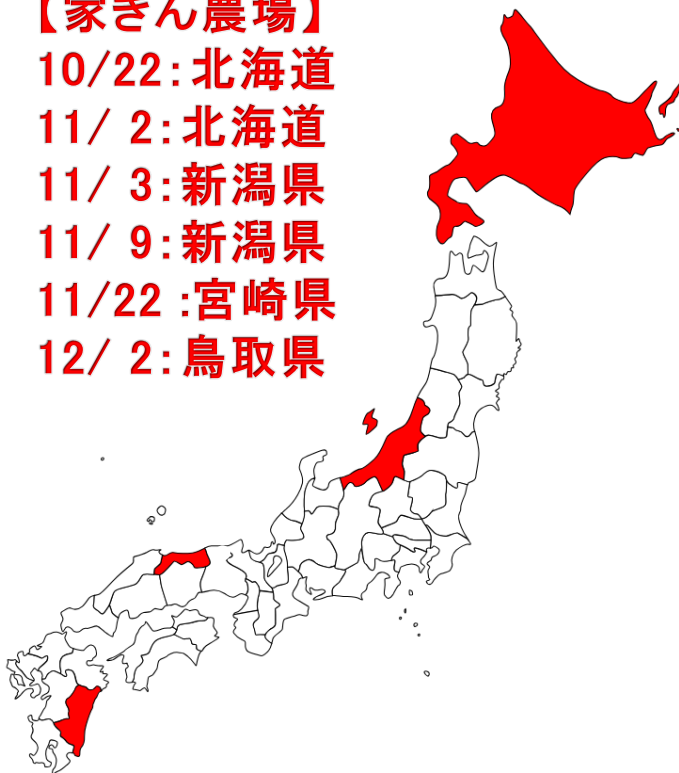 【家きん農場】
10/22:北海道
11/ 2:北海道
11/ 3:新潟県
11/ 9:新潟県
11/22 :宮崎県
12/ 2:鳥取県